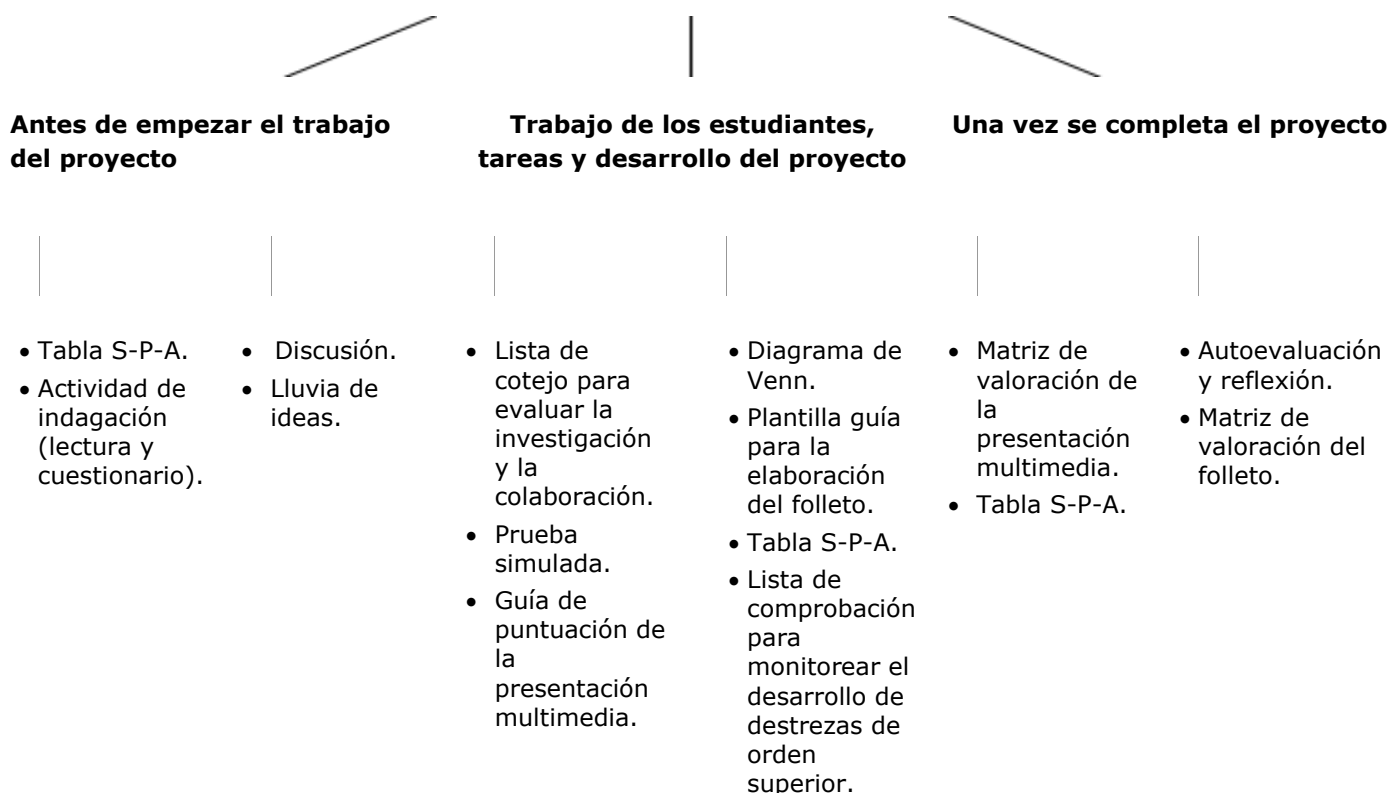 Antes de empezar el trabajo
del proyecto
Trabajo de los estudiantes,
tareas y desarrollo del proyecto
Una vez se completa el proyecto
• Tabla S-P-A.
• Actividad de
indagación
(lectura y
cuestionario).
• Discusión.
• Lluvia de
ideas.
• Lista de
cotejo para
evaluar la
investigación
y la
colaboración.
• Prueba
simulada.
• Guía de
puntuación de
la
presentación
multimedia.
• Diagrama de
Venn.
• Plantilla guía
para la
elaboración
del folleto.
• Tabla S-P-A.
• Lista de
comprobación
para
monitorear el
desarrollo de
destrezas de
orden
superior.
• Matriz de
valoración de
la
presentación
multimedia.
• Tabla S-P-A.
• Autoevaluación
y reflexión.
• Matriz de
valoración del
folleto.